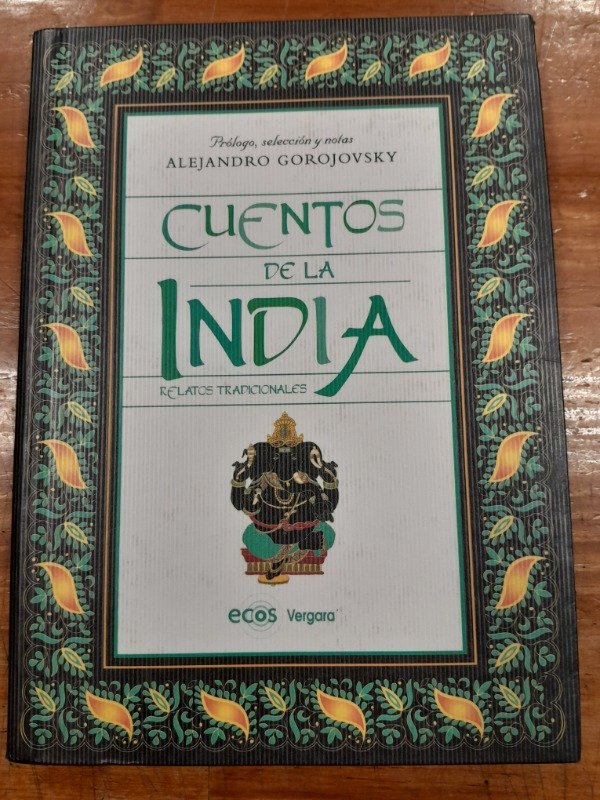 Prólogo, selección y notas
ALEJANDRO GOROJOVSKY
CUENTOS
DE LA
INDIA
RELATOS TRADICIONALES
ecos Vergara